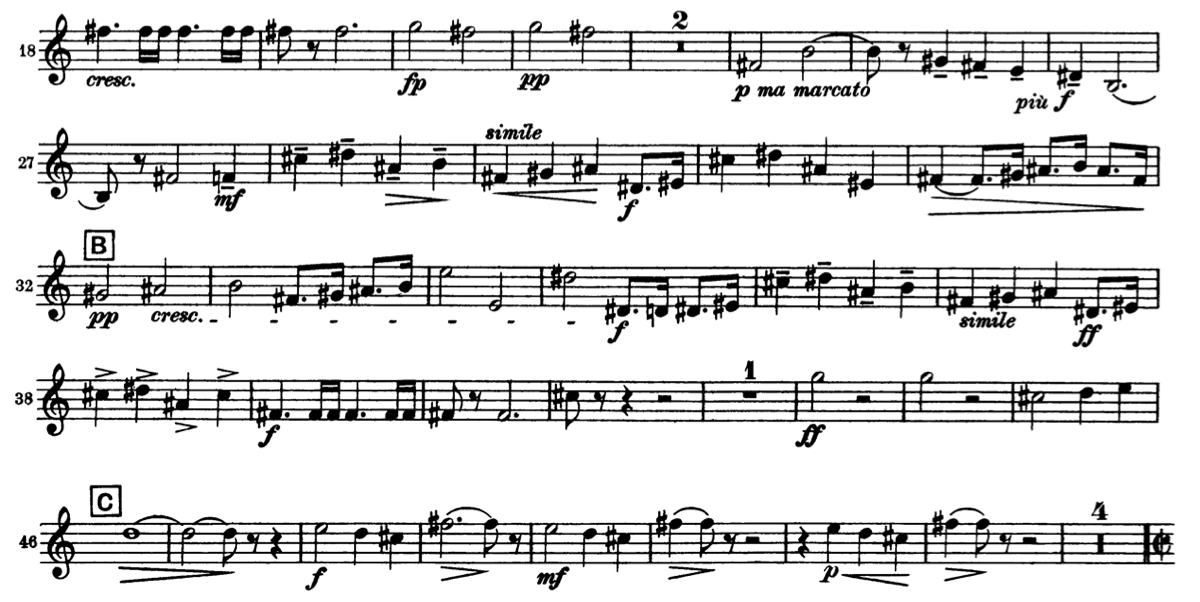 2
18
cresc.
fp
pp
p ma marcato
più f
simile
27
mf
f
B
32
pp
cresc.
f
simile
ff
1
38
f
ff
C
4
46
f
mf
p